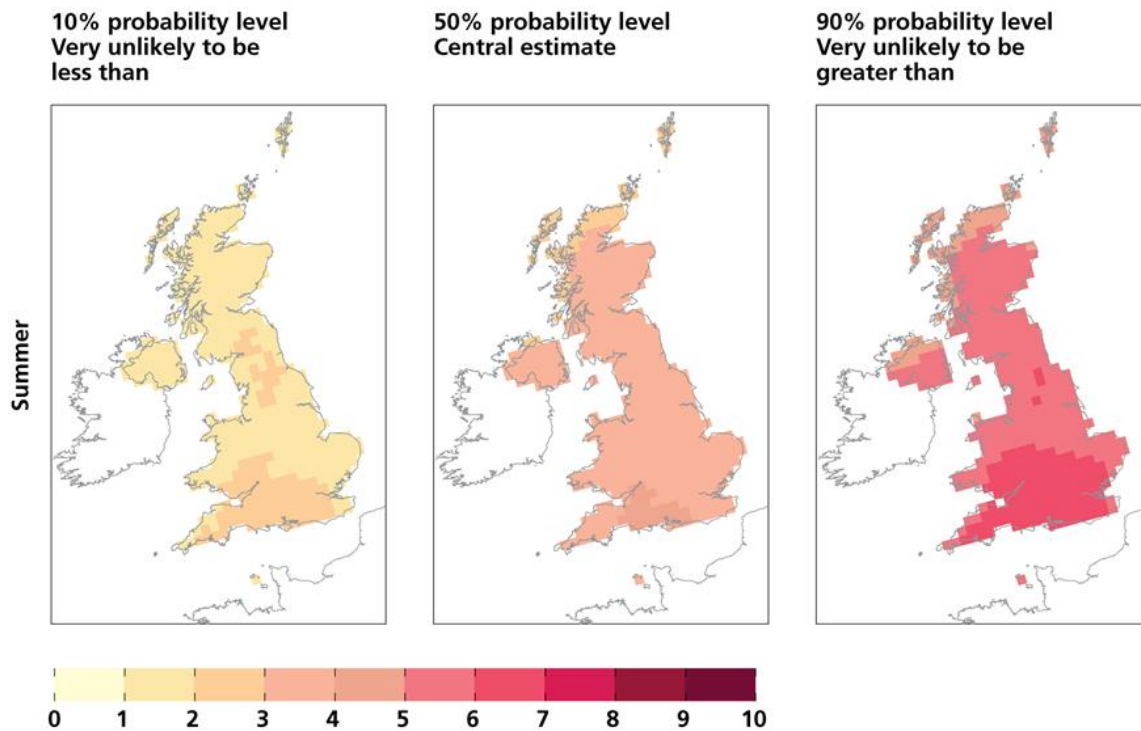 10% probability level
Very unlikely to be
less than
50% probability level
Central estimate
90% probability level
Very unlikely to be
greater than
Summer
0 1 2 3 4 5 6 7 8 9 10